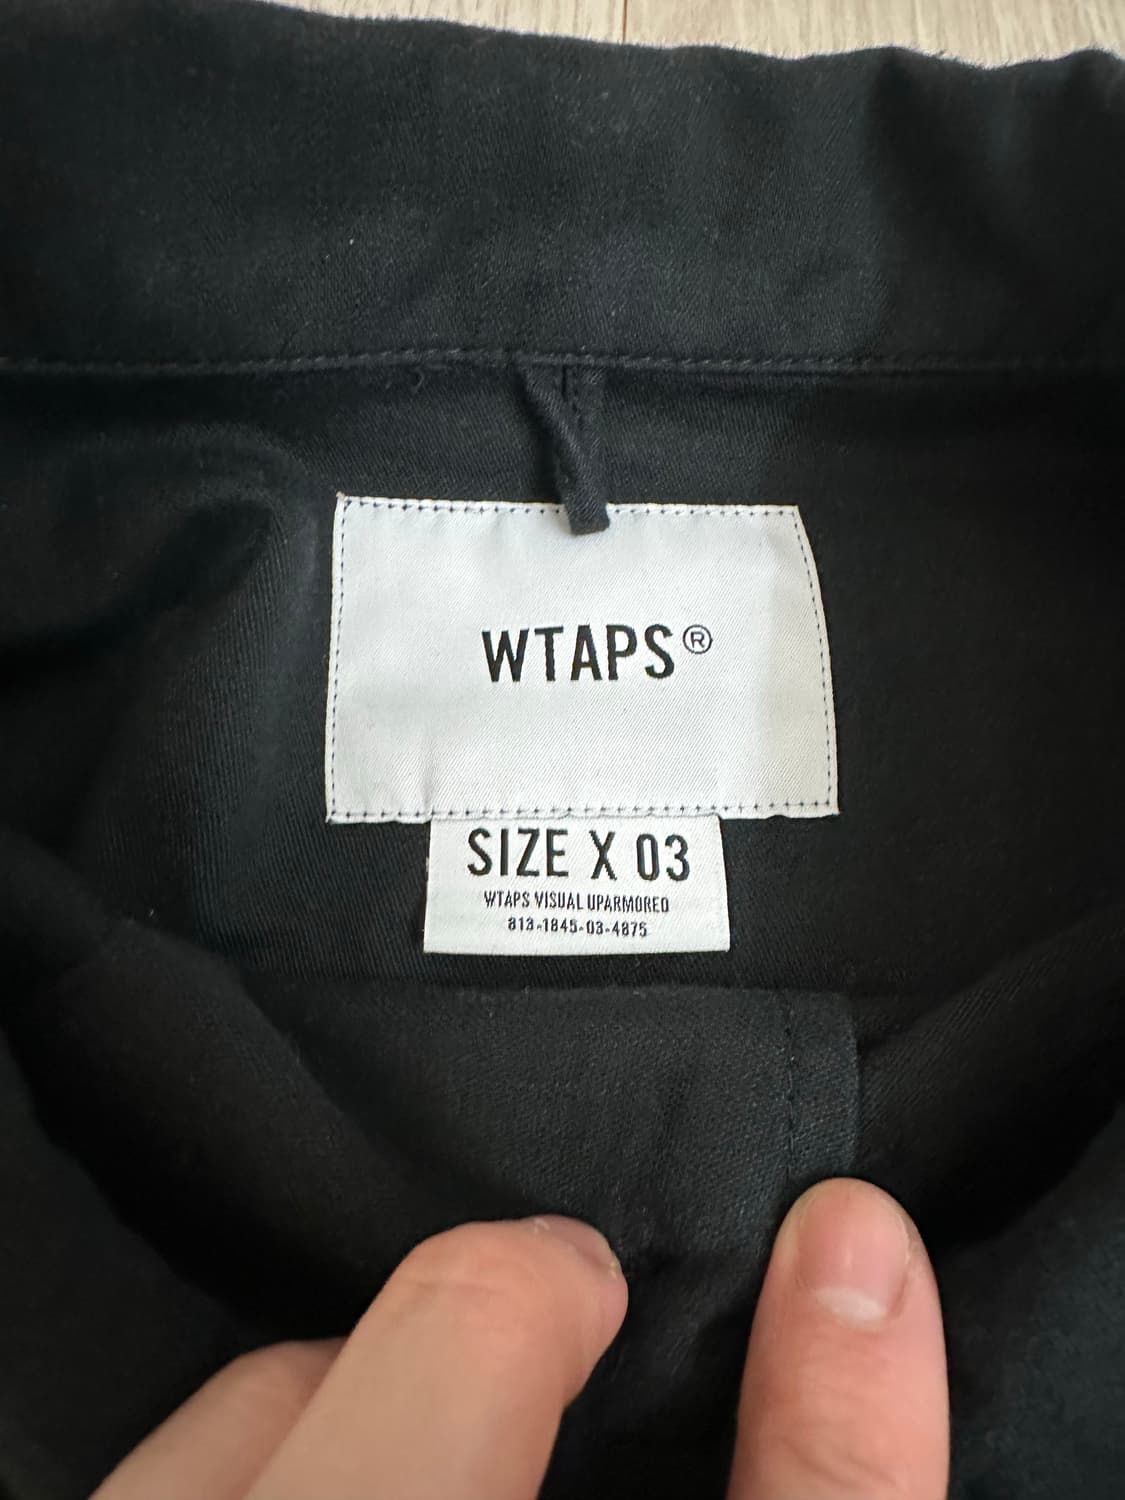 WTAPS®
SIZE X 03
WTAPS VISUAL UPARMORED
813-1845-03-4875